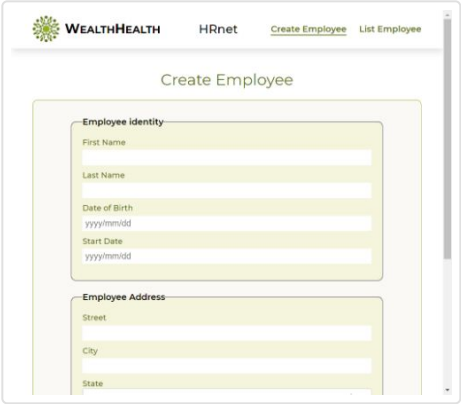 WEALTHHEALTH HRnet Create Employee List Employee
Create Employee
Employee identity
First Name
Last Name
Date of Birth
yyyy/mm/dd
Start Date
yyyy/mm/dd
Employee Address
Street
City
State